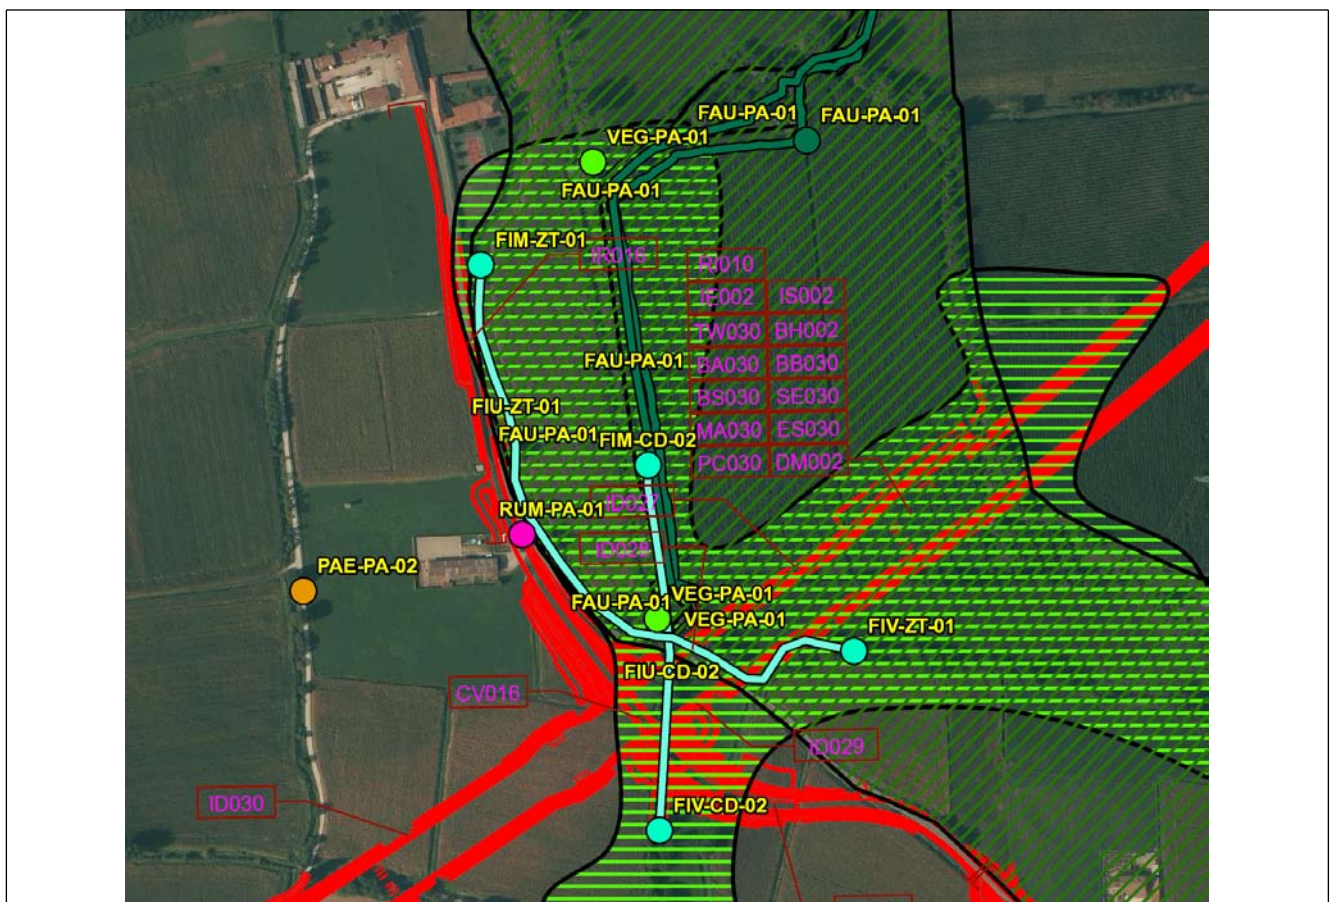 FAU-PA-01
FAU-PA-01
VEG-PA-01
FAU-PA-01
FIM-ZT-01
IR016
RI010
IE002 IS002
TW030 BH002
BA030 BB030
FAU-PA-01
BS030 SE030
FIU-ZT-01
MA030 ES030
FAU-PA-01
FIM-CD-02
PC030 DM002
ID027
RUM-PA-01
ID028
PAE-PA-02
VEG-PA-01
FAU-PA-01
VEG-PA-01
FIV-ZT-01
FIU-CD-02
CV016
ID029
ID030
FIV-CD-02